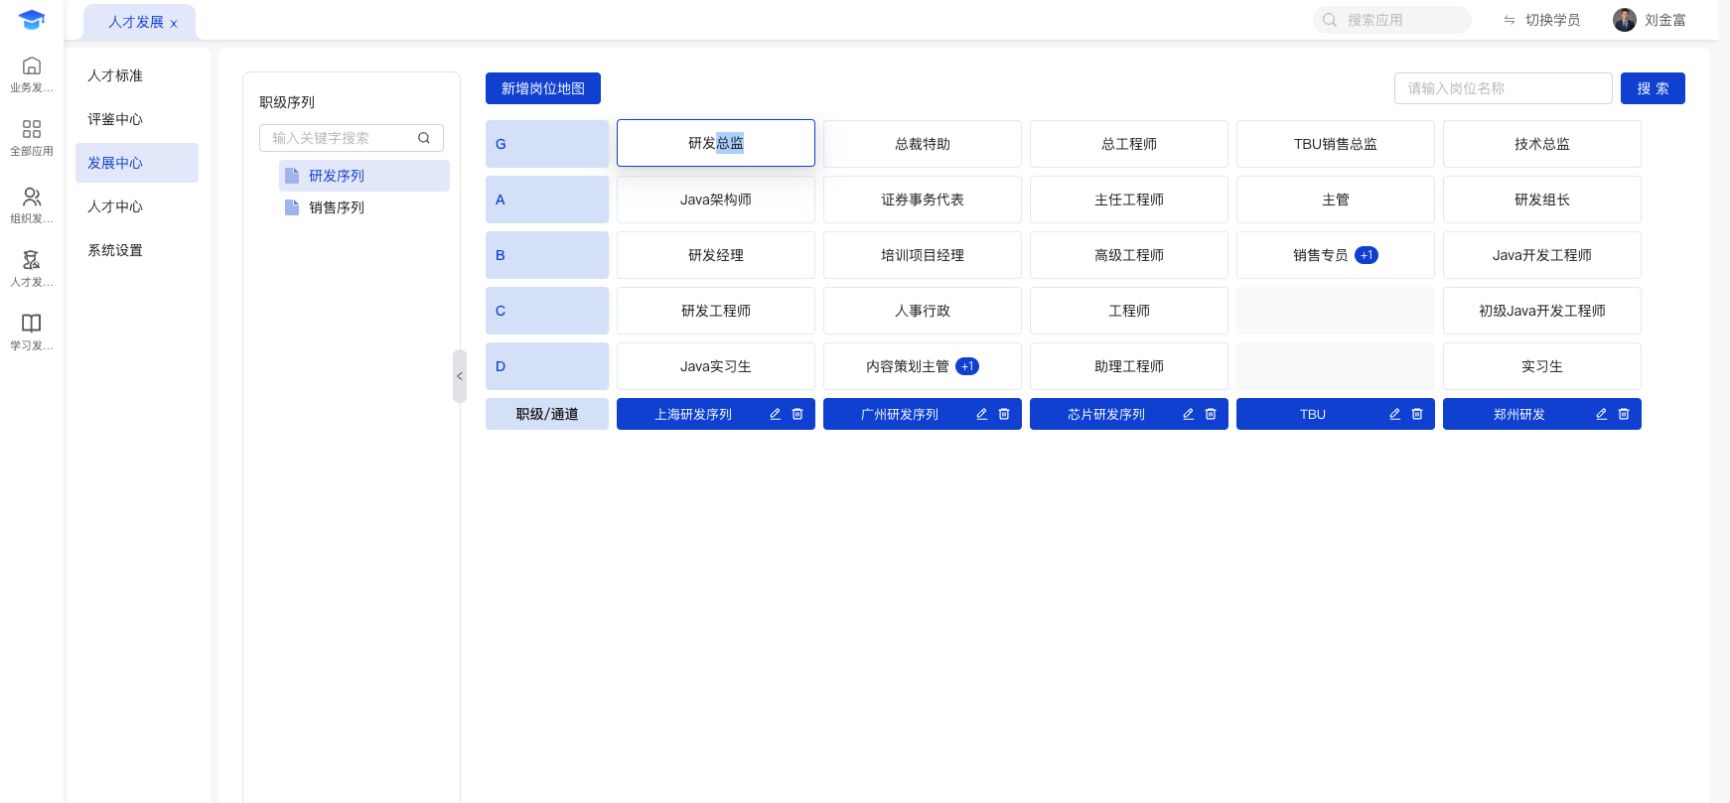 人才发展 x
搜索应用
切换学员
刘金富
业务发...
全部应用
组织发...
人才发...
学习发...
人才标准
评鉴中心
发展中心
人才中心
系统设置
职级序列
输入关键字搜索
研发序列
销售序列
<
新增岗位地图
请输入岗位名称
搜 索
G 研发总监 总裁特助 总工程师 TBU销售总监 技术总监
A Java架构师 证券事务代表 主任工程师 主管 研发组长
B 研发经理 培训项目经理 高级工程师 销售专员 +1 Java开发工程师
C 研发工程师 人事行政 工程师 初级Java开发工程师
D Java实习生 内容策划主管 +1 助理工程师 实习生
职级/通道 上海研发序列 广州研发序列 芯片研发序列 TBU 郑州研发